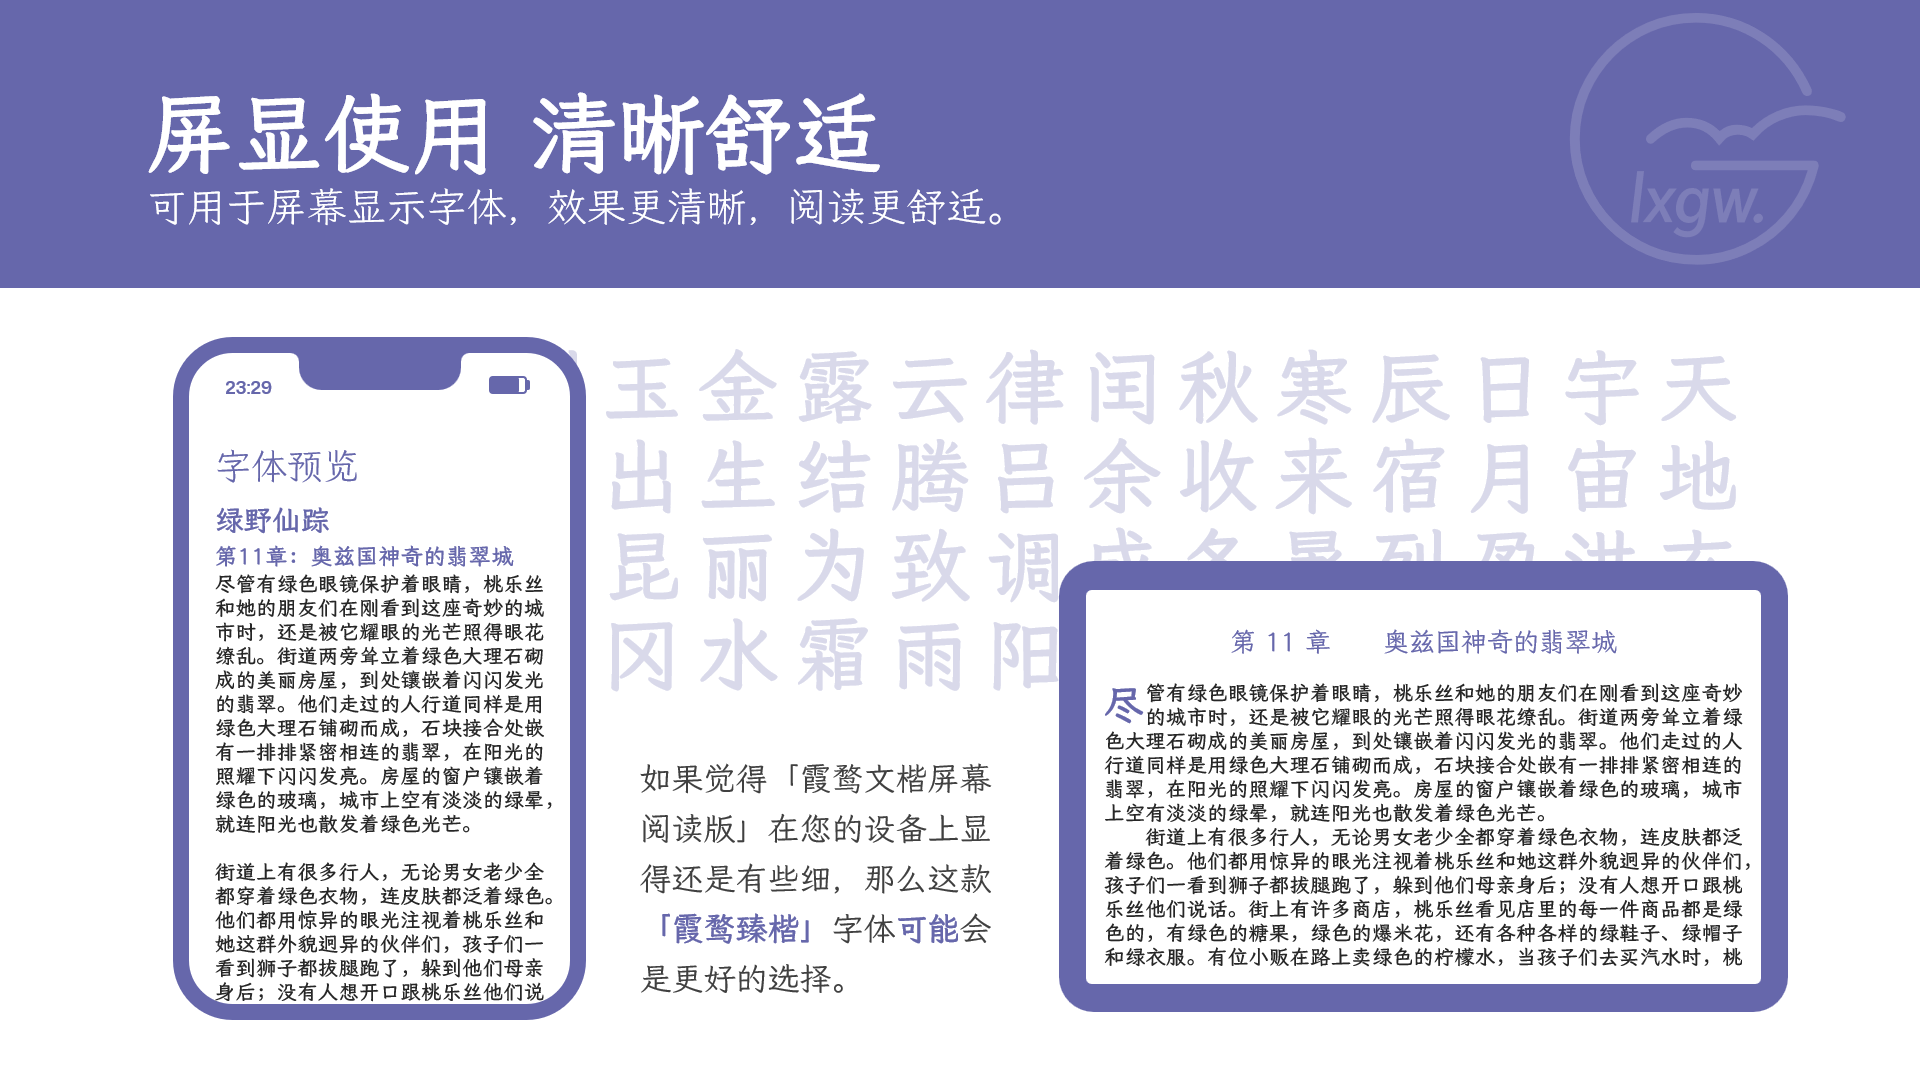 屏显使用 清晰舒适
可用于屏幕显示字体，效果更清晰，阅读更舒适。
lxgw.
23:29
字体预览
绿野仙踪
第11章：奥兹国神奇的翡翠城
尽管有绿色眼镜保护着眼睛，桃乐丝
和她的朋友们在刚看到这座奇妙的城
市时，还是被它耀眼的光芒照得眼花
缭乱。街道两旁耸立着绿色大理石砌
成的美丽房屋，到处镶嵌着闪闪发光
的翡翠。他们走过的人行道同样是用
绿色大理石铺砌而成，石块接合处嵌
有一排排紧密相连的翡翠，在阳光的
照耀下闪闪发亮。房屋的窗户镶嵌着
绿色的玻璃，城市上空有淡淡的绿晕，
就连阳光也散发着绿色光芒。
街道上有很多行人，无论男女老少全
都穿着绿色衣物，连皮肤都泛着绿色。
他们都用惊异的眼光注视着桃乐丝和
她这群外貌迥异的伙伴们，孩子们一
看到狮子都拔腿跑了，躲到他们母亲
身后；没有人想开口跟桃乐丝他们说
玉金露云律闰秋寒辰日宇天
出生结腾吕余收来宿月宙地
昆丽为致调成冬晟列盈洪玄
冈水霜雨阳
如果觉得「霞鹜文楷屏幕
阅读版」在您的设备上显
得还是有些细，那么这款
「霞鹜臻楷」字体可能会
是更好的选择。
第 11 章 奥兹国神奇的翡翠城
尽管有绿色眼镜保护着眼睛，桃乐丝和她的朋友们在刚看到这座奇妙
的城市时，还是被它耀眼的光芒照得眼花缭乱。街道两旁耸立着绿
色大理石砌成的美丽房屋，到处镶嵌着闪闪发光的翡翠。他们走过的人
行道同样是用绿色大理石铺砌而成，石块接合处嵌有一排排紧密相连的
翡翠，在阳光的照耀下闪闪发亮。房屋的窗户镶嵌着绿色的玻璃，城市
上空有淡淡的绿晕，就连阳光也散发着绿色光芒。
街道上有很多行人，无论男女老少全都穿着绿色衣物，连皮肤都泛
着绿色。他们都用惊异的眼光注视着桃乐丝和她这群外貌迥异的伙伴们，
孩子们一看到狮子都拔腿跑了，躲到他们母亲身后；没有人想开口跟桃
乐丝他们说话。街上有许多商店，桃乐丝看见店里的每一件商品都是绿
色的，有绿色的糖果，绿色的爆米花，还有各种各样的绿鞋子、绿帽子
和绿衣服。有位小贩在路上卖绿色的柠檬水，当孩子们去买汽水时，桃